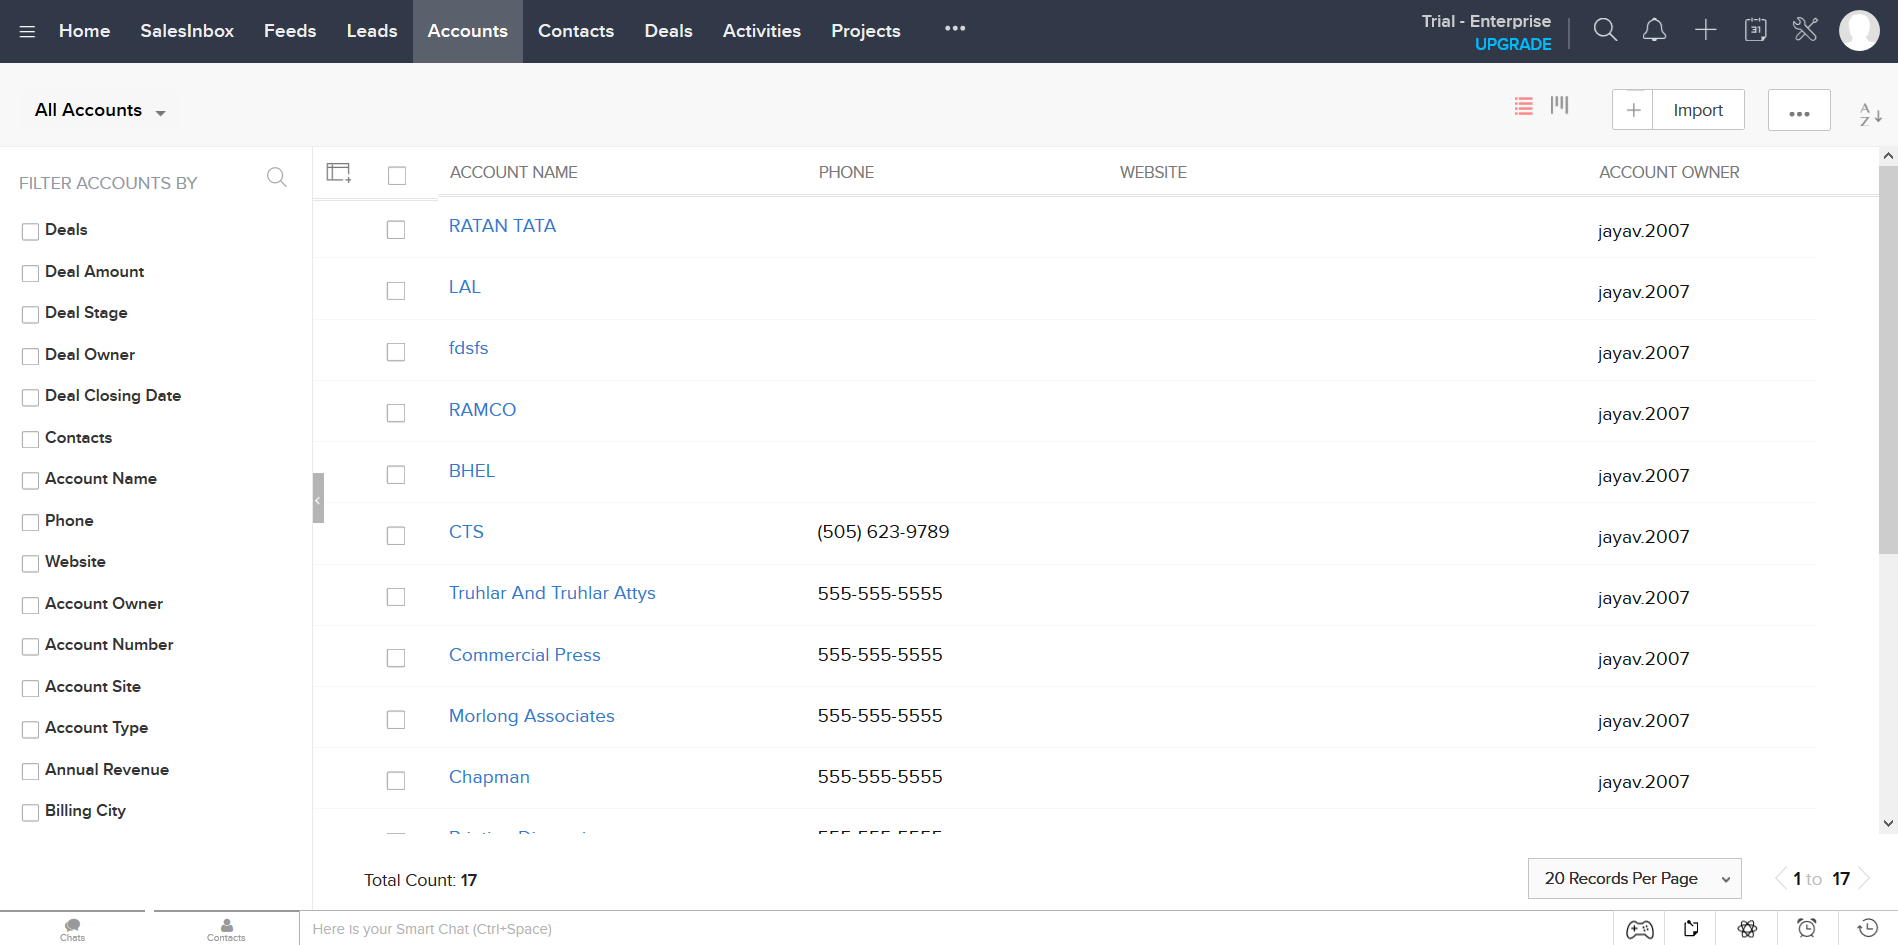 Home SalesInbox Feeds Leads Accounts Contacts Deals Activities Projects ••• Trial - Enterprise
UPGRADE
31
All Accounts
Import
...
A
Z
FILTER ACCOUNTS BY
Deals
Deal Amount
Deal Stage
Deal Owner
Deal Closing Date
Contacts
Account Name
Phone
Website
Account Owner
Account Number
Account Site
Account Type
Annual Revenue
Billing City
ACCOUNT NAME PHONE WEBSITE ACCOUNT OWNER
RATAN TATA jayav.2007
LAL jayav.2007
fdsfs jayav.2007
RAMCO jayav.2007
BHEL jayav.2007
CTS (505) 623-9789 jayav.2007
Truhlar And Truhlar Attys 555-555-5555 jayav.2007
Commercial Press 555-555-5555 jayav.2007
Morlong Associates 555-555-5555 jayav.2007
Chapman 555-555-5555 jayav.2007
555-555-5555
Total Count: 17
20 Records Per Page
1 to 17
Chats
Contacts
Here is your Smart Chat (Ctrl+Space)